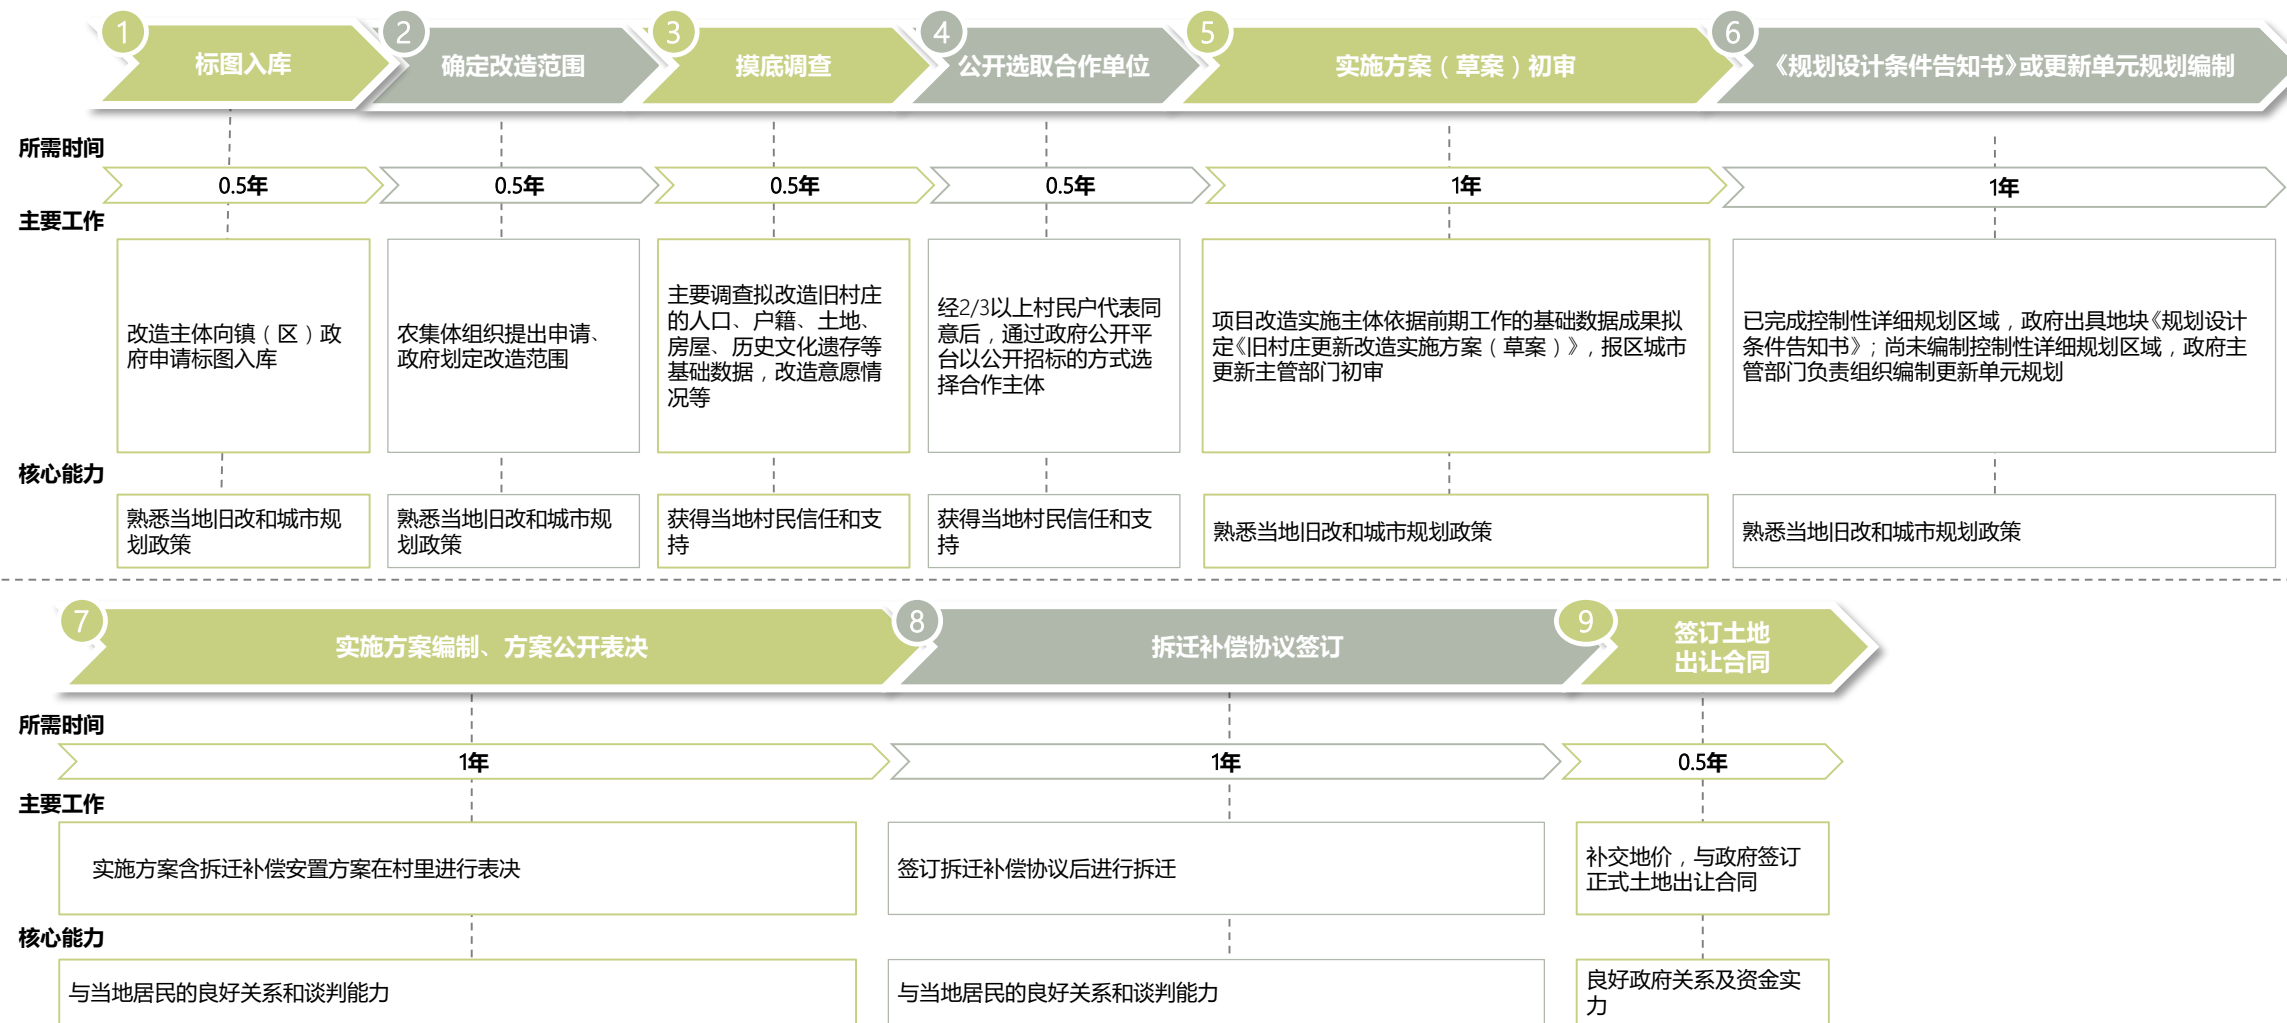 1
标图入库
2
确定改造范围
3
摸底调查
4
公开选取合作单位
5
实施方案（草案）初审
6
《规划设计条件告知书》或更新单元规划编制
所需时间
0.5年
0.5年
0.5年
0.5年
1年
1年
主要工作
改造主体向镇（区）政
府申请标图入库
农集体组织提出申请、
政府划定改造范围
主要调查拟改造旧村庄
的人口、户籍、土地、
房屋、历史文化遗存等
基础数据，改造意愿情
况等
经2/3以上村民户代表同
意后，通过政府公开平
台以公开招标的方式选
择合作主体
项目改造实施主体依据前期工作的基础数据成果拟
定《旧村庄更新改造实施方案（草案）》，报区城市
更新主管部门初审
已完成控制性详细规划区域，政府出具地块《规划设计
条件告知书》；尚未编制控制性详细规划区域，政府主
管部门负责组织编制更新单元规划
核心能力
熟悉当地旧改和城市规
划政策
熟悉当地旧改和城市规
划政策
获得当地村民信任和支
持
获得当地村民信任和支
持
熟悉当地旧改和城市规划政策
熟悉当地旧改和城市规划政策
7
实施方案编制、方案公开表决
8
拆迁补偿协议签订
9
签订土地
出让合同
所需时间
1年
1年
0.5年
主要工作
实施方案含拆迁补偿安置方案在村里进行表决
签订拆迁补偿协议后进行拆迁
补交地价，与政府签订
正式土地出让合同
核心能力
与当地居民的良好关系和谈判能力
与当地居民的良好关系和谈判能力
良好政府关系及资金实
力